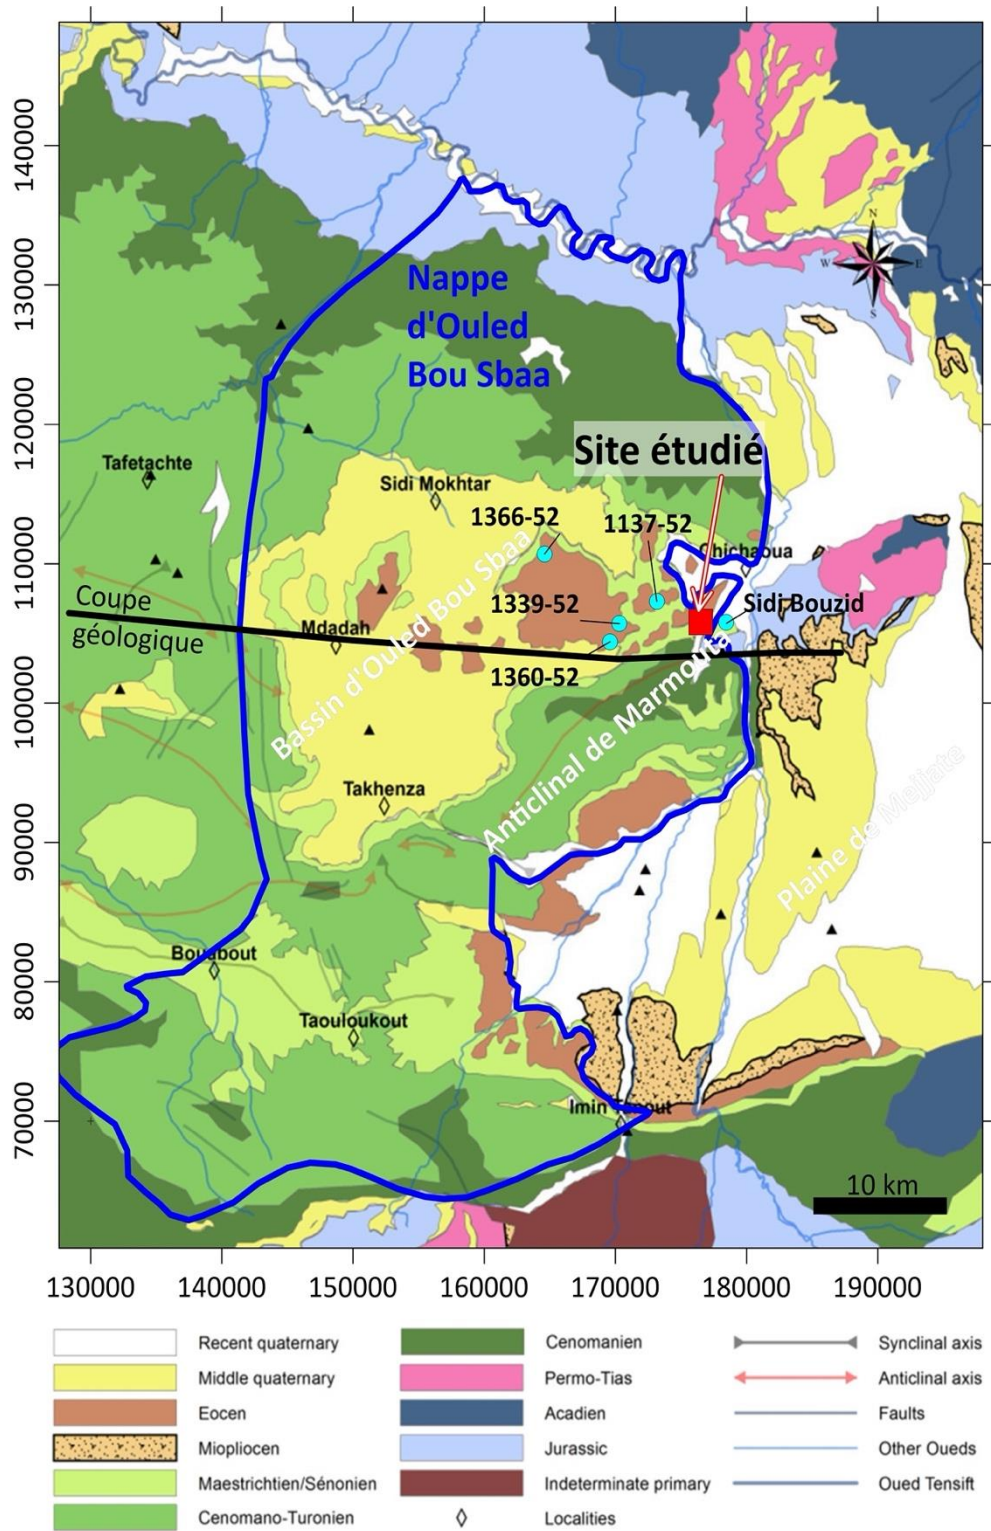 140000
130000
120000
110000
100000
90000
80000
70000
N
W
E
S
Nappe
d'Ouled
Bou Sbaa
Site étudié
Tafetachte
Sidi Mokhtar
1366-52
1137-52
Chichaoua
Coupe
géologique
Mdadah
1339-52
Sidi Bouzid
1360-52
Bassin d'Ouled Bou Sbaa
Anticlinal de Marmouta
Takhenza
Plaine de Mejjate
Bouabout
Taouloukout
Imin Tanout
10 km
130000 140000 150000 160000 170000 180000 190000
Recent quaternary
Middle quaternary
Eocen
Miopliocen
Maestrichtien/Sénonien
Cenomano-Turonien
Cenomanien
Permo-Tias
Acadien
Jurassic
Indeterminate primary
Localities
Synclinal axis
Anticlinal axis
Faults
Other Oueds
Oued Tensift